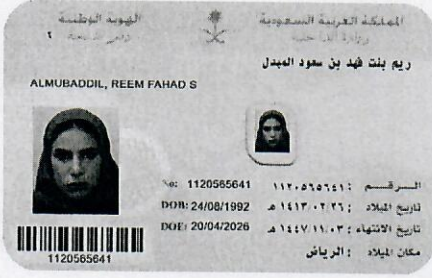 المملكة العربية السعودية
وزارة الداخلية
الهوية الوطنية
ريم بنت فهد بن سعود المبدل
ALMUBADDIL, REEM FAHAD S
الـرقـــم : ١١٢٠٥٦٥٦٤١ No: 1120565641
تاريخ الميلاد : ١٤١٣/٠٢/٢٦ هـ DOB: 24/08/1992
تاريخ الانتهاء : ١٤٤٧/١١/٠٣ هـ DOE: 20/04/2026
مكان الميلاد : الرياض
1120565641